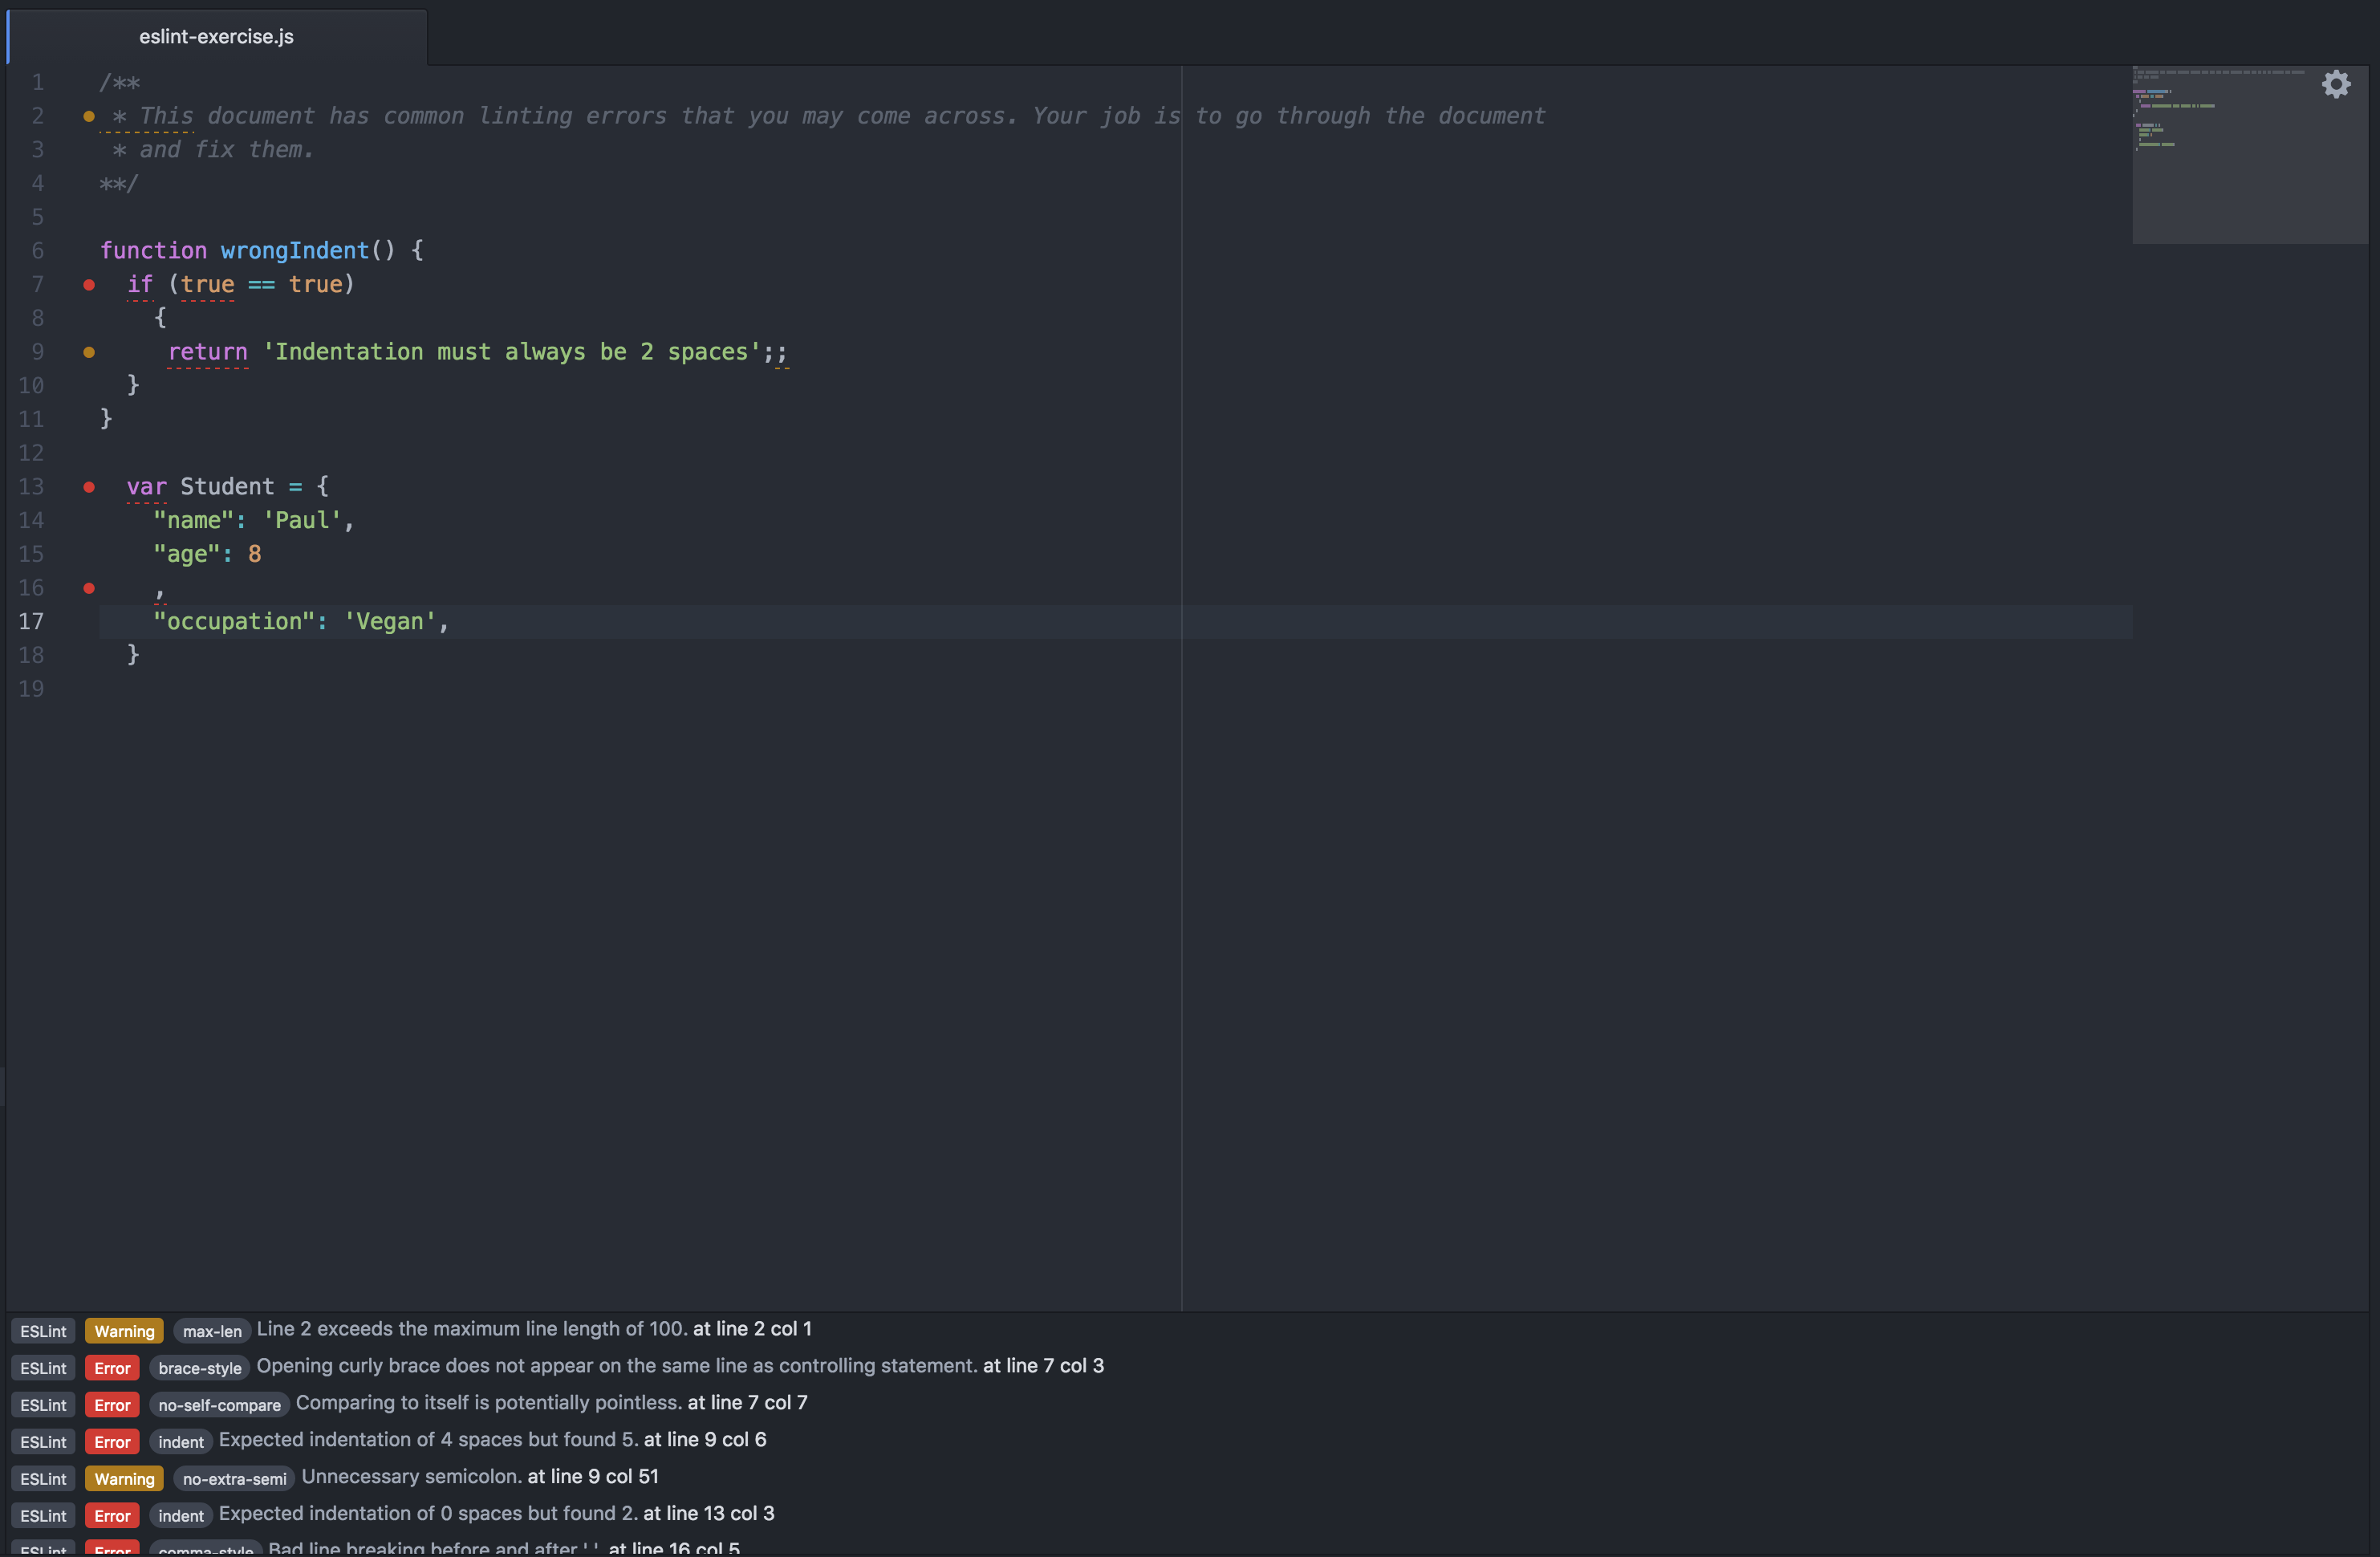 eslint-exercise.js
1 /**
2  * This document has common linting errors that you may come across. Your job is to go through the document
3  * and fix them.
4 **/
5
6 function wrongIndent() {
7   if (true == true)
8     {
9      return 'Indentation must always be 2 spaces';;
10   }
11 }
12
13   var Student = {
14     "name": 'Paul',
15     "age": 8
16     ,
17     "occupation": 'Vegan',
18   }
19
ESLint Warning max-len Line 2 exceeds the maximum line length of 100. at line 2 col 1
ESLint Error brace-style Opening curly brace does not appear on the same line as controlling statement. at line 7 col 3
ESLint Error no-self-compare Comparing to itself is potentially pointless. at line 7 col 7
ESLint Error indent Expected indentation of 4 spaces but found 5. at line 9 col 6
ESLint Warning no-extra-semi Unnecessary semicolon. at line 9 col 51
ESLint Error indent Expected indentation of 0 spaces but found 2. at line 13 col 3
ESLint Error comma-style Bad line breaking before and after ' ' at line 16 col 5